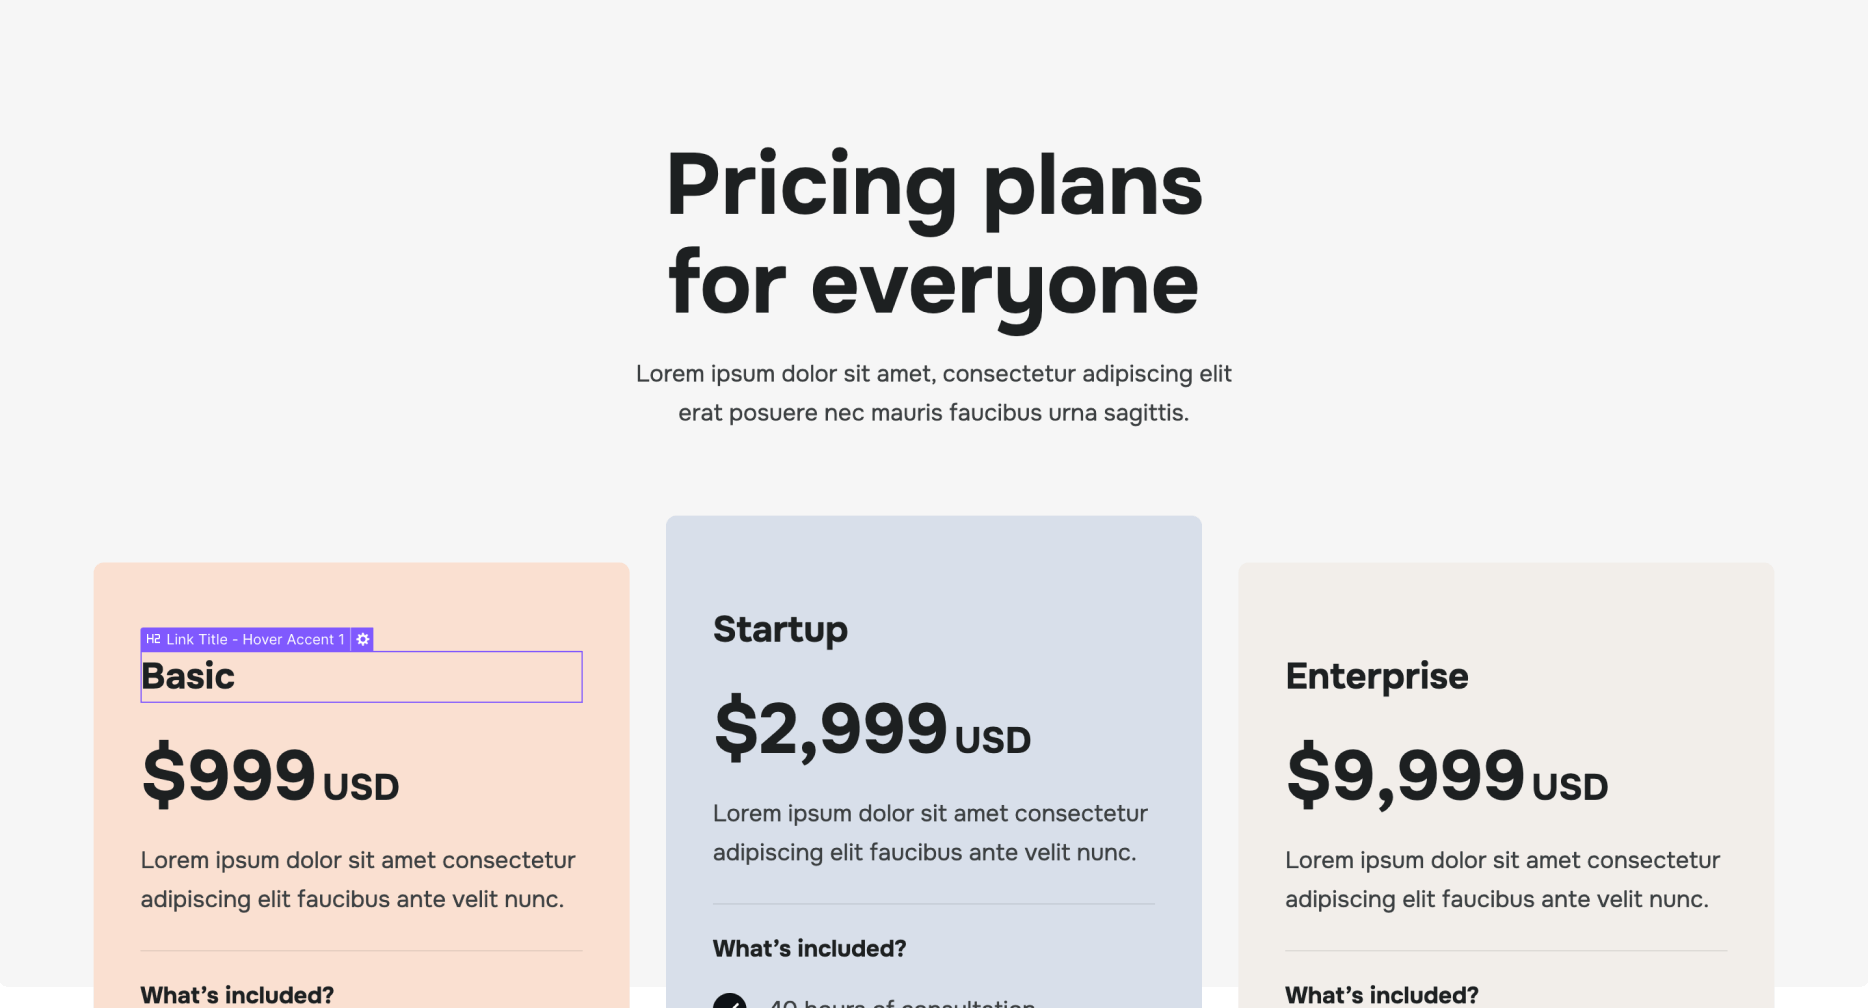 Pricing plans
for everyone
Lorem ipsum dolor sit amet, consectetur adipiscing elit
erat posuere nec mauris faucibus urna sagittis.
H2 Link Title - Hover Accent 1
Basic
$999 USD
Lorem ipsum dolor sit amet consectetur
adipiscing elit faucibus ante velit nunc.
What’s included?
Startup
$2,999 USD
Lorem ipsum dolor sit amet consectetur
adipiscing elit faucibus ante velit nunc.
What’s included?
40 hours of consultation
Enterprise
$9,999 USD
Lorem ipsum dolor sit amet consectetur
adipiscing elit faucibus ante velit nunc.
What’s included?